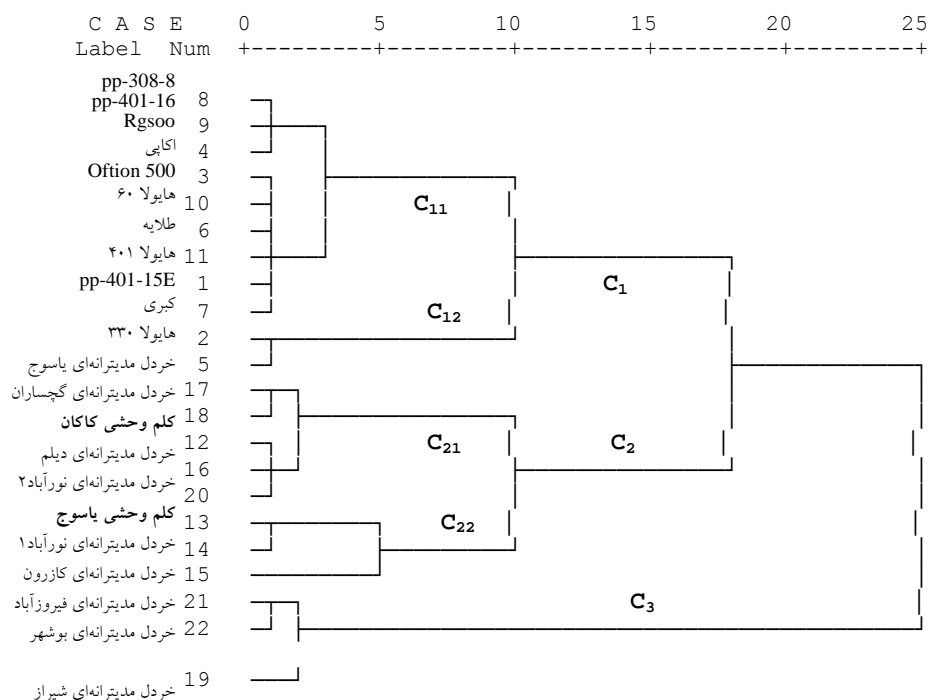 C A S E 0 5 10 15 20 25
Label Num +---------+---------+---------+---------+---------+
pp-308-8
pp-401-16 8
Rgsoo 9
اکاپی 4
Oftion 500 3
هایولا ۶۰ 10
C11
طلایه 6
هایولا ۴۰۱ 11
pp-401-15E 1
C1
کبری 7
C12
هایولا ۳۳۰ 2
خردل مدیترانه‌ای یاسوج 5
خردل مدیترانه‌ای گچساران 17
کلم وحشی کاکان 18
خردل مدیترانه‌ای دیلم 12
C21 C2
خردل مدیترانه‌ای نورآباد۲ 16
20
کلم وحشی یاسوج 13
C22
خردل مدیترانه‌ای نورآباد۱ 14
خردل مدیترانه‌ای کازرون 15
خردل مدیترانه‌ای فیروزآباد 21
C3
خردل مدیترانه‌ای بوشهر 22
19
خردل مدیترانه‌ای شیراز